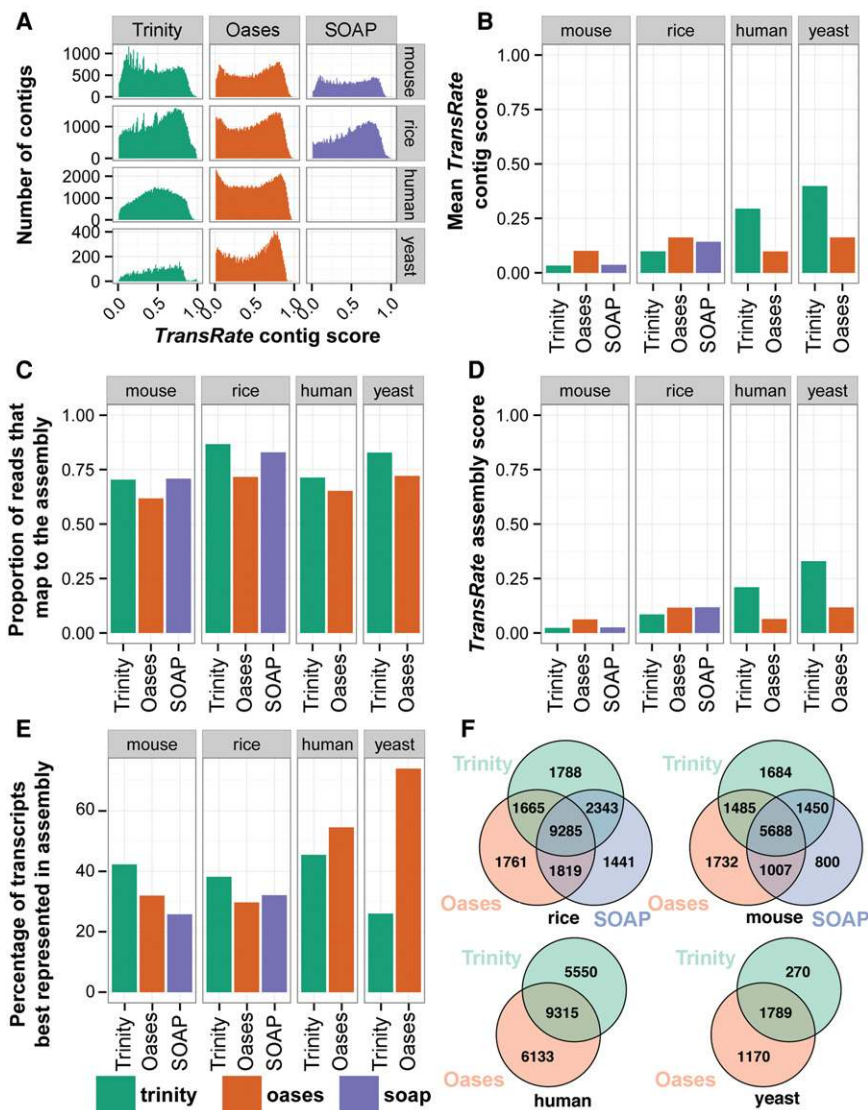 A
Trinity
Oases
SOAP
1000
500
0
mouse
1000
0
rice
2000
1000
0
human
400
200
0
yeast
0.0
0.5
1.0
0.0
0.5
1.0
0.0
0.5
1.0
Number of contigs
TransRate contig score
B
mouse
rice
human
yeast
1.00
0.75
0.50
0.25
0.00
Mean TransRate
contig score
Trinity
Oases
SOAP
Trinity
Oases
SOAP
Trinity
Oases
Trinity
Oases
C
mouse
rice
human
yeast
1.00
0.75
0.50
0.25
0.00
Proportion of reads that
map to the assembly
Trinity
Oases
SOAP
Trinity
Oases
SOAP
Trinity
Oases
Trinity
Oases
D
mouse
rice
human
yeast
1.00
0.75
0.50
0.25
0.00
TransRate assembly score
Trinity
Oases
SOAP
Trinity
Oases
SOAP
Trinity
Oases
Trinity
Oases
E
mouse
rice
human
yeast
60
40
20
0
Percentage of transcripts
best represented in assembly
Trinity
Oases
SOAP
Trinity
Oases
SOAP
Trinity
Oases
Trinity
Oases
trinity
oases
soap
F
Trinity
1788
1665
2343
9285
1761
1819
1441
Oases
rice
SOAP
Trinity
1684
1485
1450
5688
1732
1007
800
Oases
mouse
SOAP
Trinity
5550
9315
6133
Oases
human
Trinity
270
1789
1170
Oases
yeast